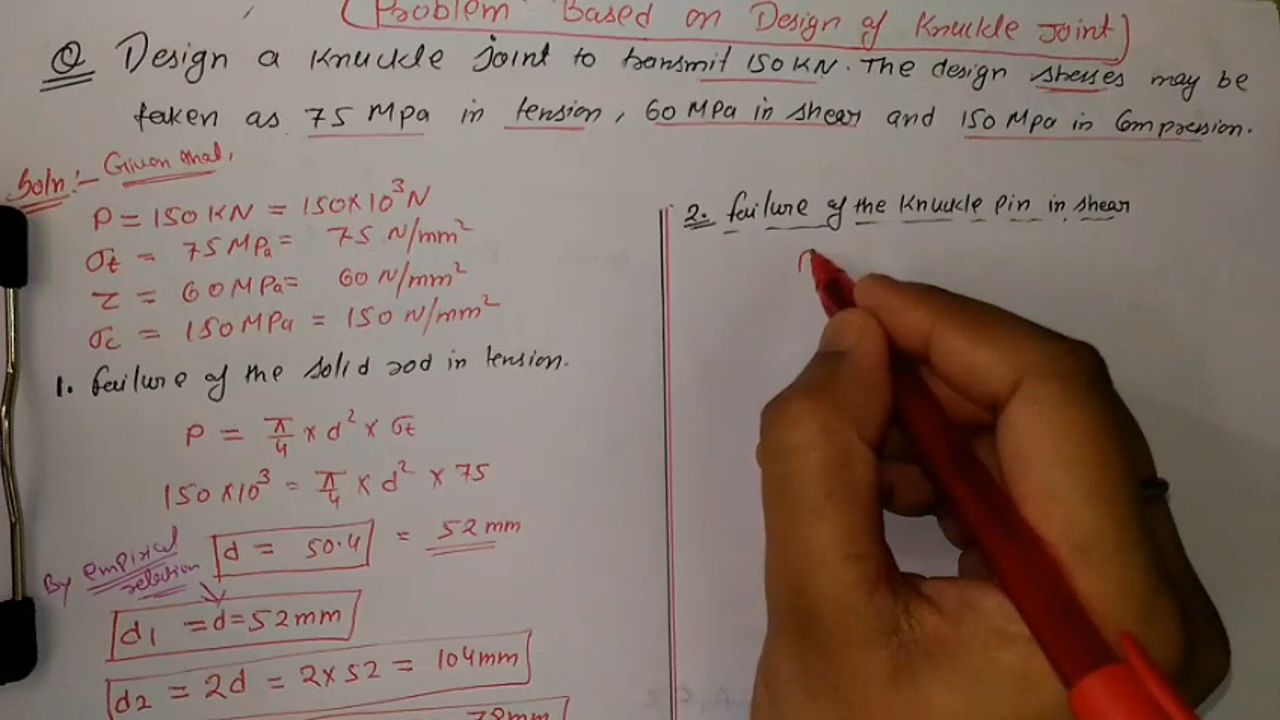 (Problem Based on Design of Knuckle Joint)
Q Design a Knuckle joint to transmit 150 KN. The design stresses may be
taken as 75 MPa in tension, 60 MPa in shear and 150 MPa in Compression.
Soln:- Given that,
P = 150 KN = 150×10³ N
σt = 75 MPa = 75 N/mm²
τ = 60 MPa = 60 N/mm²
σc = 150 MPa = 150 N/mm²
1. failure of the solid rod in tension.
P = π/4 × d² × σt
150×10³ = π/4 × d² × 75
d = 50.4 = 52 mm
By empirical
relation
d1 = d = 52mm
d2 = 2d = 2×52 = 104mm
78mm
2. failure of the Knuckle pin in shear